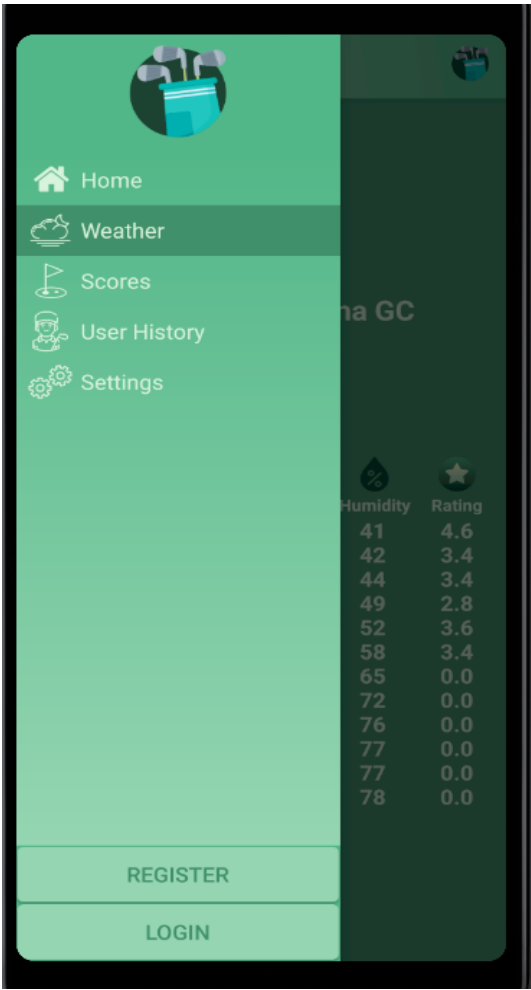 Home
Weather
Scores
User History
Settings
na GC
Humidity Rating
41 4.6
42 3.4
44 3.4
49 2.8
52 3.6
58 3.4
65 0.0
72 0.0
76 0.0
77 0.0
77 0.0
78 0.0
REGISTER
LOGIN